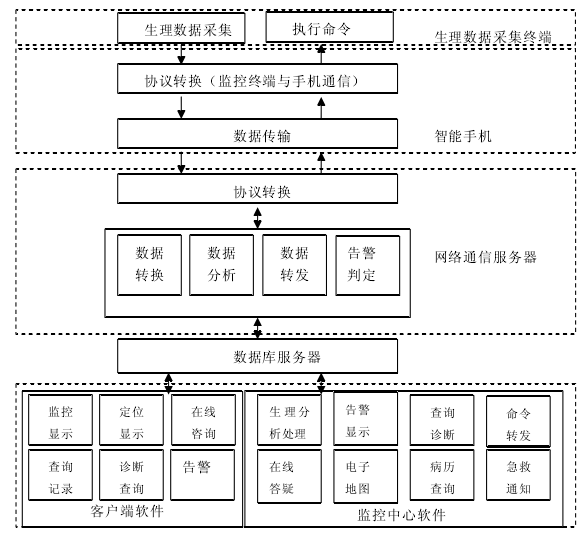 生理数据采集
执行命令
生理数据采集终端
协议转换（监控终端与手机通信）
数据传输
智能手机
协议转换
数据
转换
数据
分析
数据
转发
告警
判定
网络通信服务器
数据库服务器
监控
显示
定位
显示
在线
咨询
查询
记录
诊断
查询
告警
客户端软件
生理分
析处理
告警
显示
查询
诊断
命令
转发
在线
答疑
电子
地图
病历
查询
急救
通知
监控中心软件